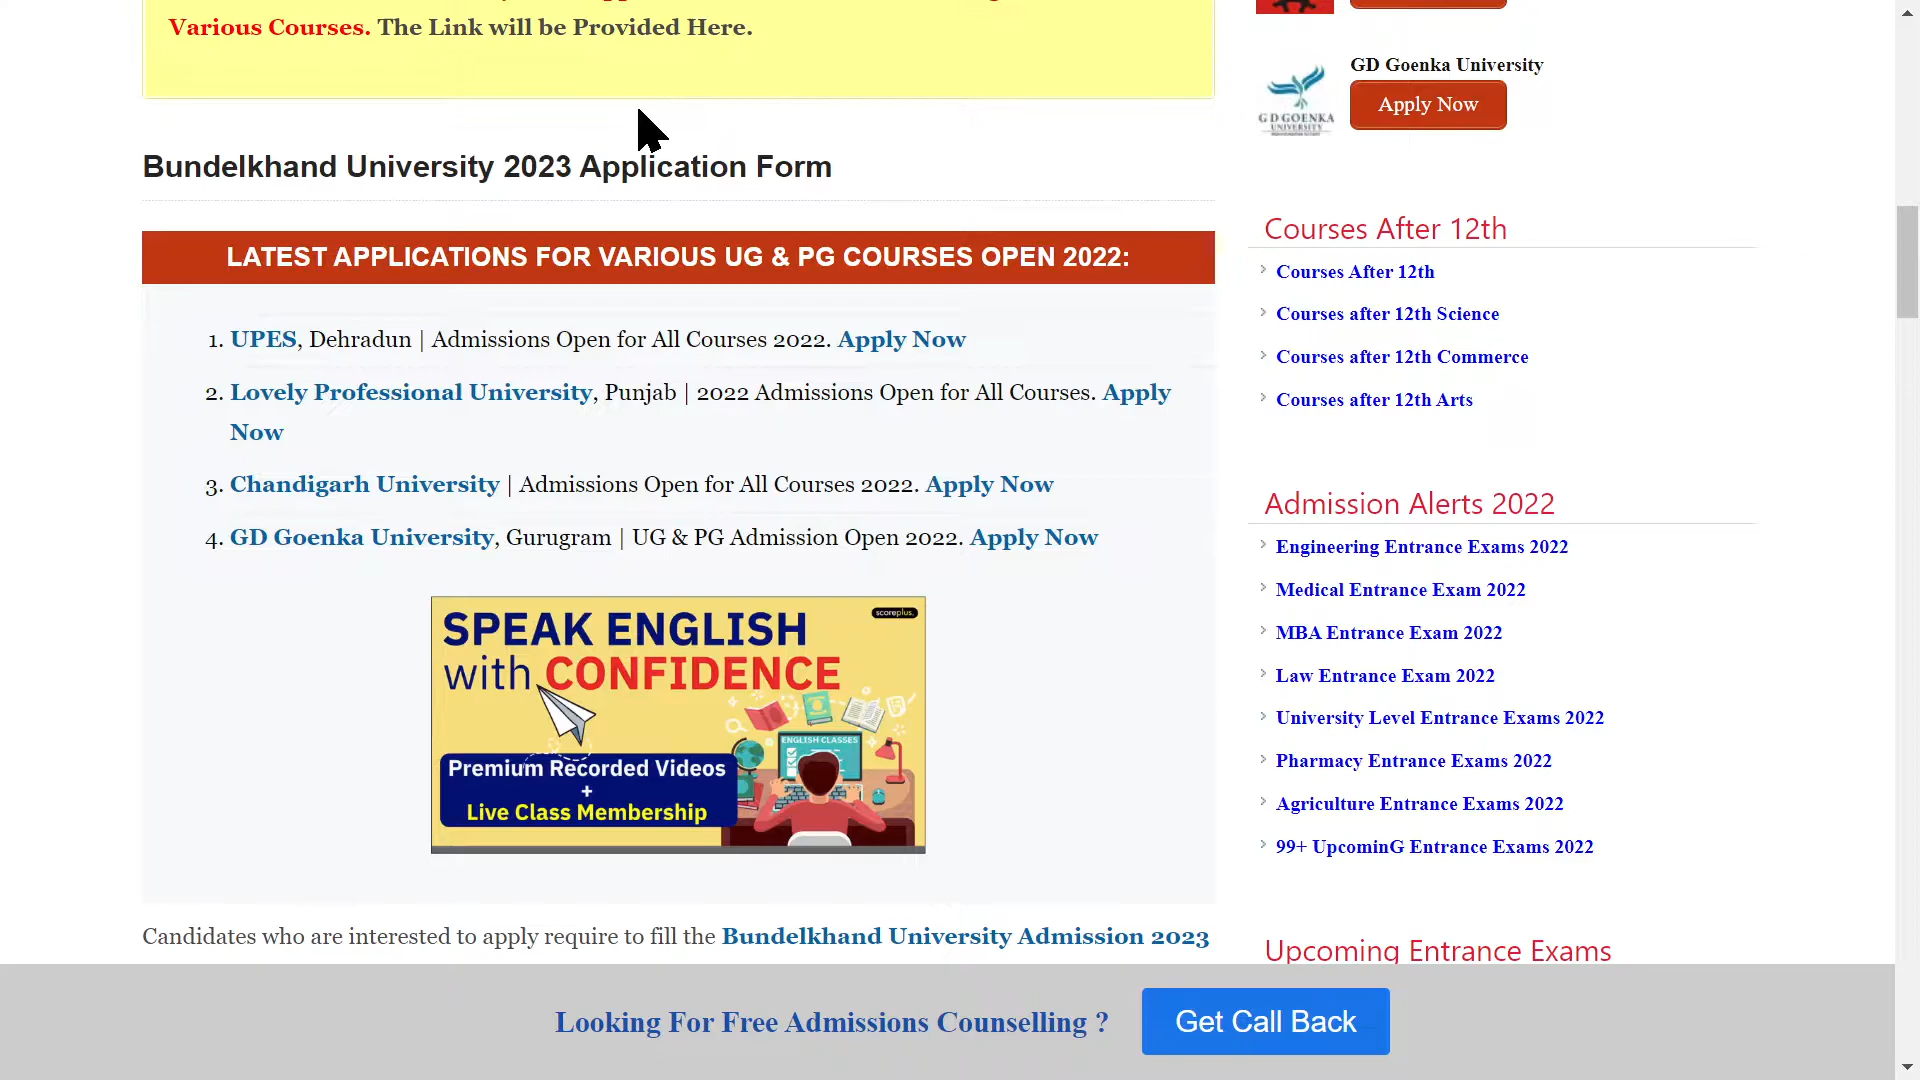 Various Courses. The Link will be Provided Here.
Bundelkhand University 2023 Application Form
LATEST APPLICATIONS FOR VARIOUS UG & PG COURSES OPEN 2022:
1. UPES, Dehradun | Admissions Open for All Courses 2022. Apply Now
2. Lovely Professional University, Punjab | 2022 Admissions Open for All Courses. Apply
Now
3. Chandigarh University | Admissions Open for All Courses 2022. Apply Now
4. GD Goenka University, Gurugram | UG & PG Admission Open 2022. Apply Now
scoreplus.
SPEAK ENGLISH
with CONFIDENCE
ENGLISH CLASSES
Premium Recorded Videos
+
Live Class Membership
Candidates who are interested to apply require to fill the Bundelkhand University Admission 2023
GD Goenka University
G D GOENKA
UNIVERSITY
Apply Now
Courses After 12th
Courses After 12th
Courses after 12th Science
Courses after 12th Commerce
Courses after 12th Arts
Admission Alerts 2022
Engineering Entrance Exams 2022
Medical Entrance Exam 2022
MBA Entrance Exam 2022
Law Entrance Exam 2022
University Level Entrance Exams 2022
Pharmacy Entrance Exams 2022
Agriculture Entrance Exams 2022
99+ UpcominG Entrance Exams 2022
Upcoming Entrance Exams
Looking For Free Admissions Counselling ?
Get Call Back